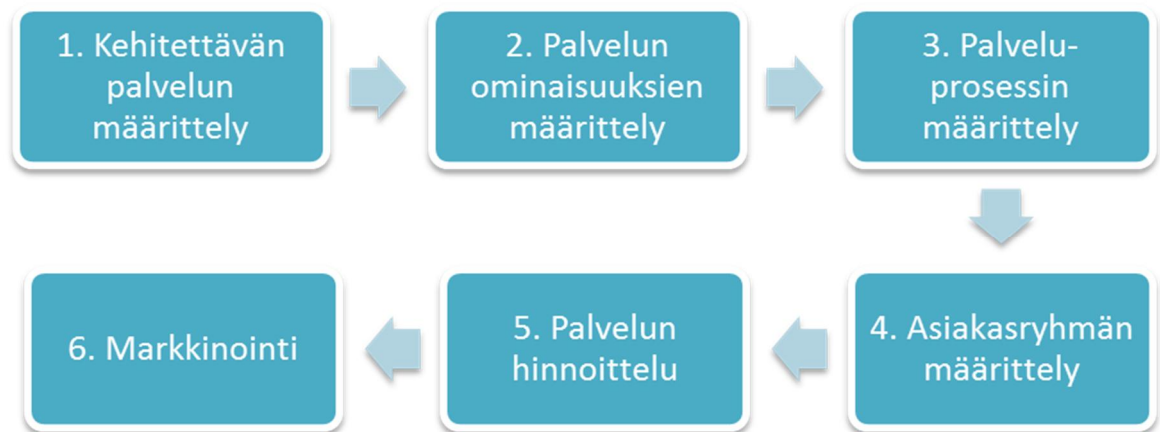 1. Kehitettävän
palvelun
määrittely
2. Palvelun
ominaisuuksien
määrittely
3. Palvelu-
prosessin
määrittely
4. Asiakasryhmän
määrittely
5. Palvelun
hinnoittelu
6. Markkinointi